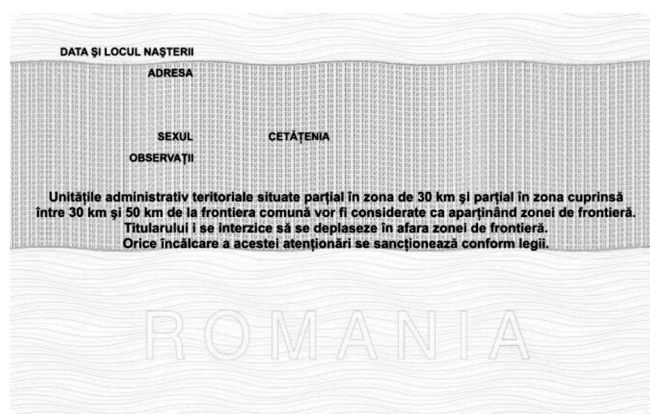 DATA ŞI LOCUL NAŞTERII
ADRESA
SEXUL CETĂŢENIA
OBSERVAŢII
Unităţile administrativ teritoriale situate parţial în zona de 30 km şi parţial în zona cuprinsă
între 30 km şi 50 km de la frontiera comună vor fi considerate ca aparţinând zonei de frontieră.
Titularului i se interzice să se deplaseze în afara zonei de frontieră.
Orice încălcare a acestei atenţionări se sancţionează conform legii.
ROMANIA